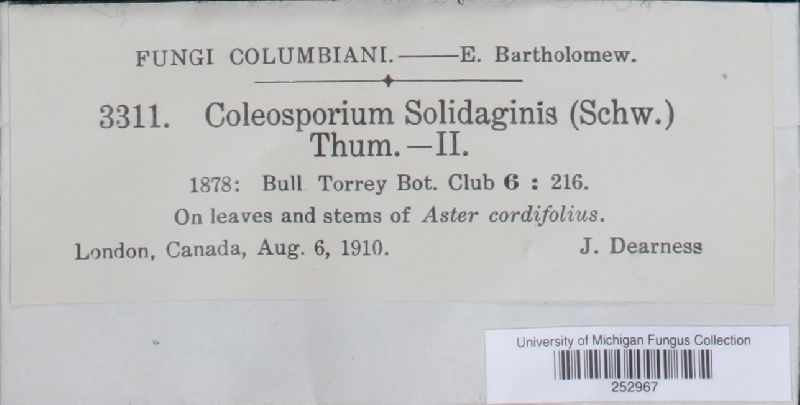 FUNGI COLUMBIANI.——E. Bartholomew.
3311. Coleosporium Solidaginis (Schw.)
Thum.—II.
1878: Bull Torrey Bot. Club 6 : 216.
On leaves and stems of Aster cordifolius.
London, Canada, Aug. 6, 1910. J. Dearness
University of Michigan Fungus Collection
252967